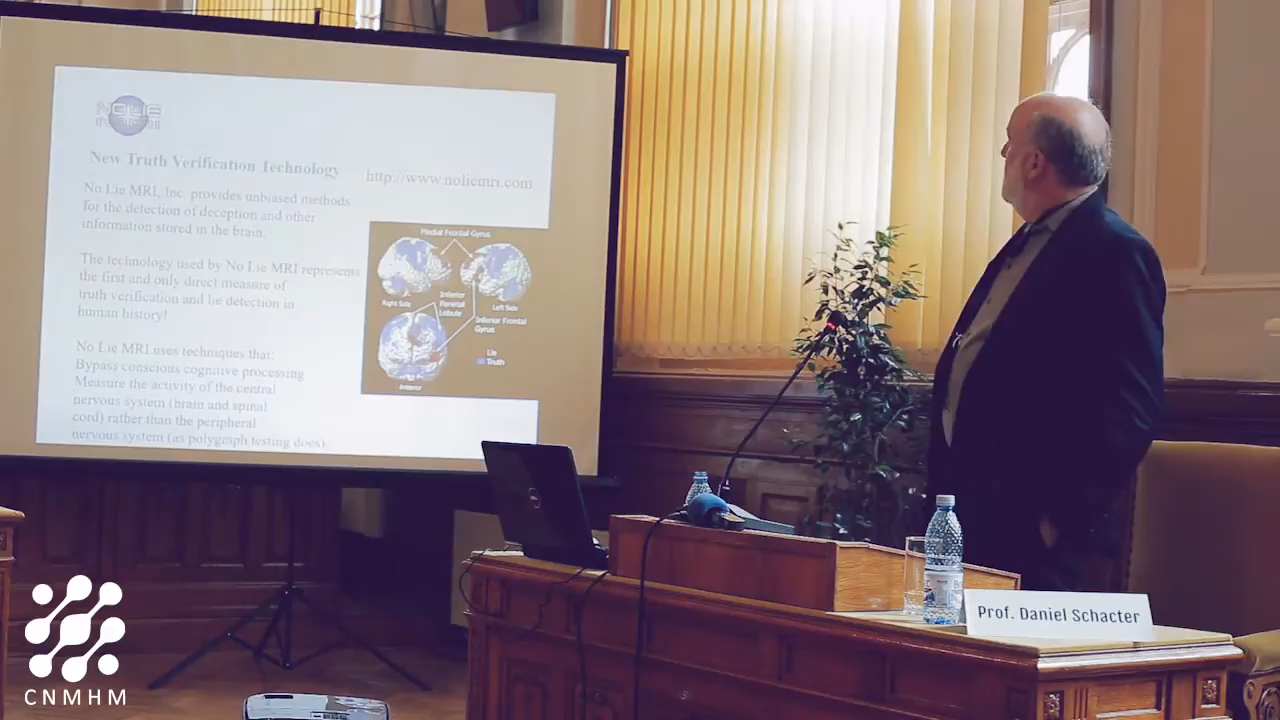 NOLIE
MRI
New Truth Verification Technology
http://www.noliemri.com
No Lie MRI, Inc. provides unbiased methods
for the detection of deception and other
information stored in the brain.
The technology used by No Lie MRI represents
the first and only direct measure of
truth verification and lie detection in
human history!
No Lie MRI uses techniques that:
Bypass conscious cognitive processing
Measure the activity of the central
nervous system (brain and spinal
cord) rather than the peripheral
nervous system (as polygraph testing does)
Medial Frontal Gyrus
Right Side
Inferior
Parietal
Lobule
Left Side
Inferior Frontal
Gyrus
Lie
Truth
Anterior
DELL
Prof. Daniel Schacter
CNMHM